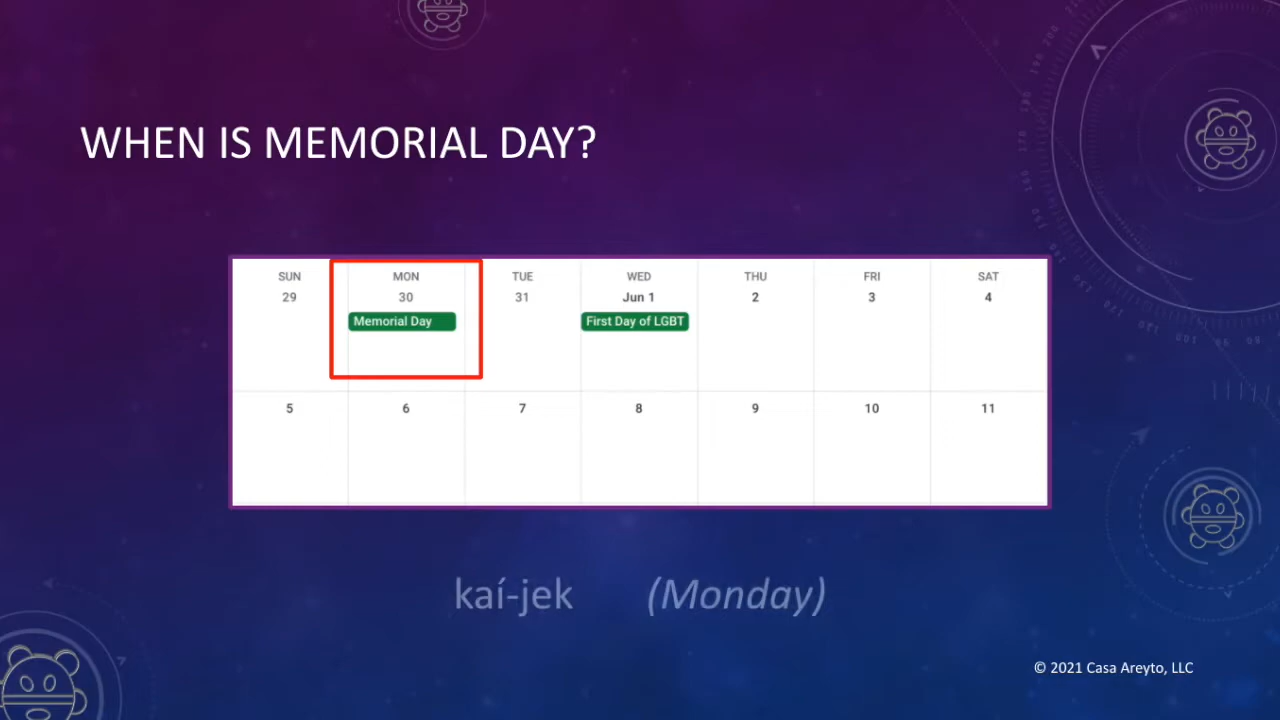 WHEN IS MEMORIAL DAY?
SUN MON TUE WED THU FRI SAT
29 30 31 Jun 1 2 3 4
Memorial Day First Day of LGBT
5 6 7 8 9 10 11
kaí-jek (Monday)
© 2021 Casa Areyto, LLC